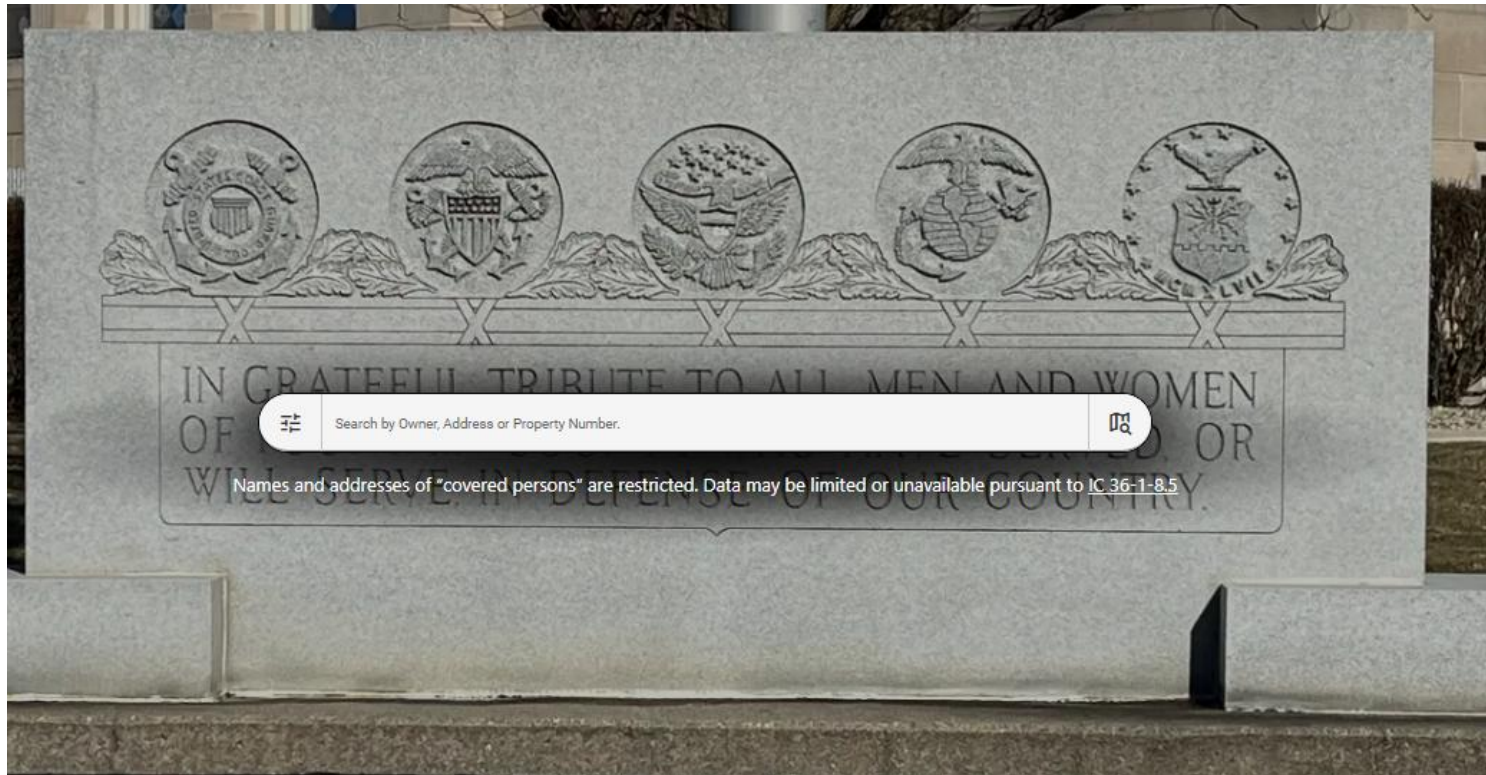 MCMXLVII
IN GRATEFUL TRIBUTE TO ALL MEN AND WOMEN
OF SERVED, OR
Search by Owner, Address or Property Number.
WILL SERVE IN DEFENSE OF OUR COUNTRY.
Names and addresses of "covered persons" are restricted. Data may be limited or unavailable pursuant to IC 36-1-8.5